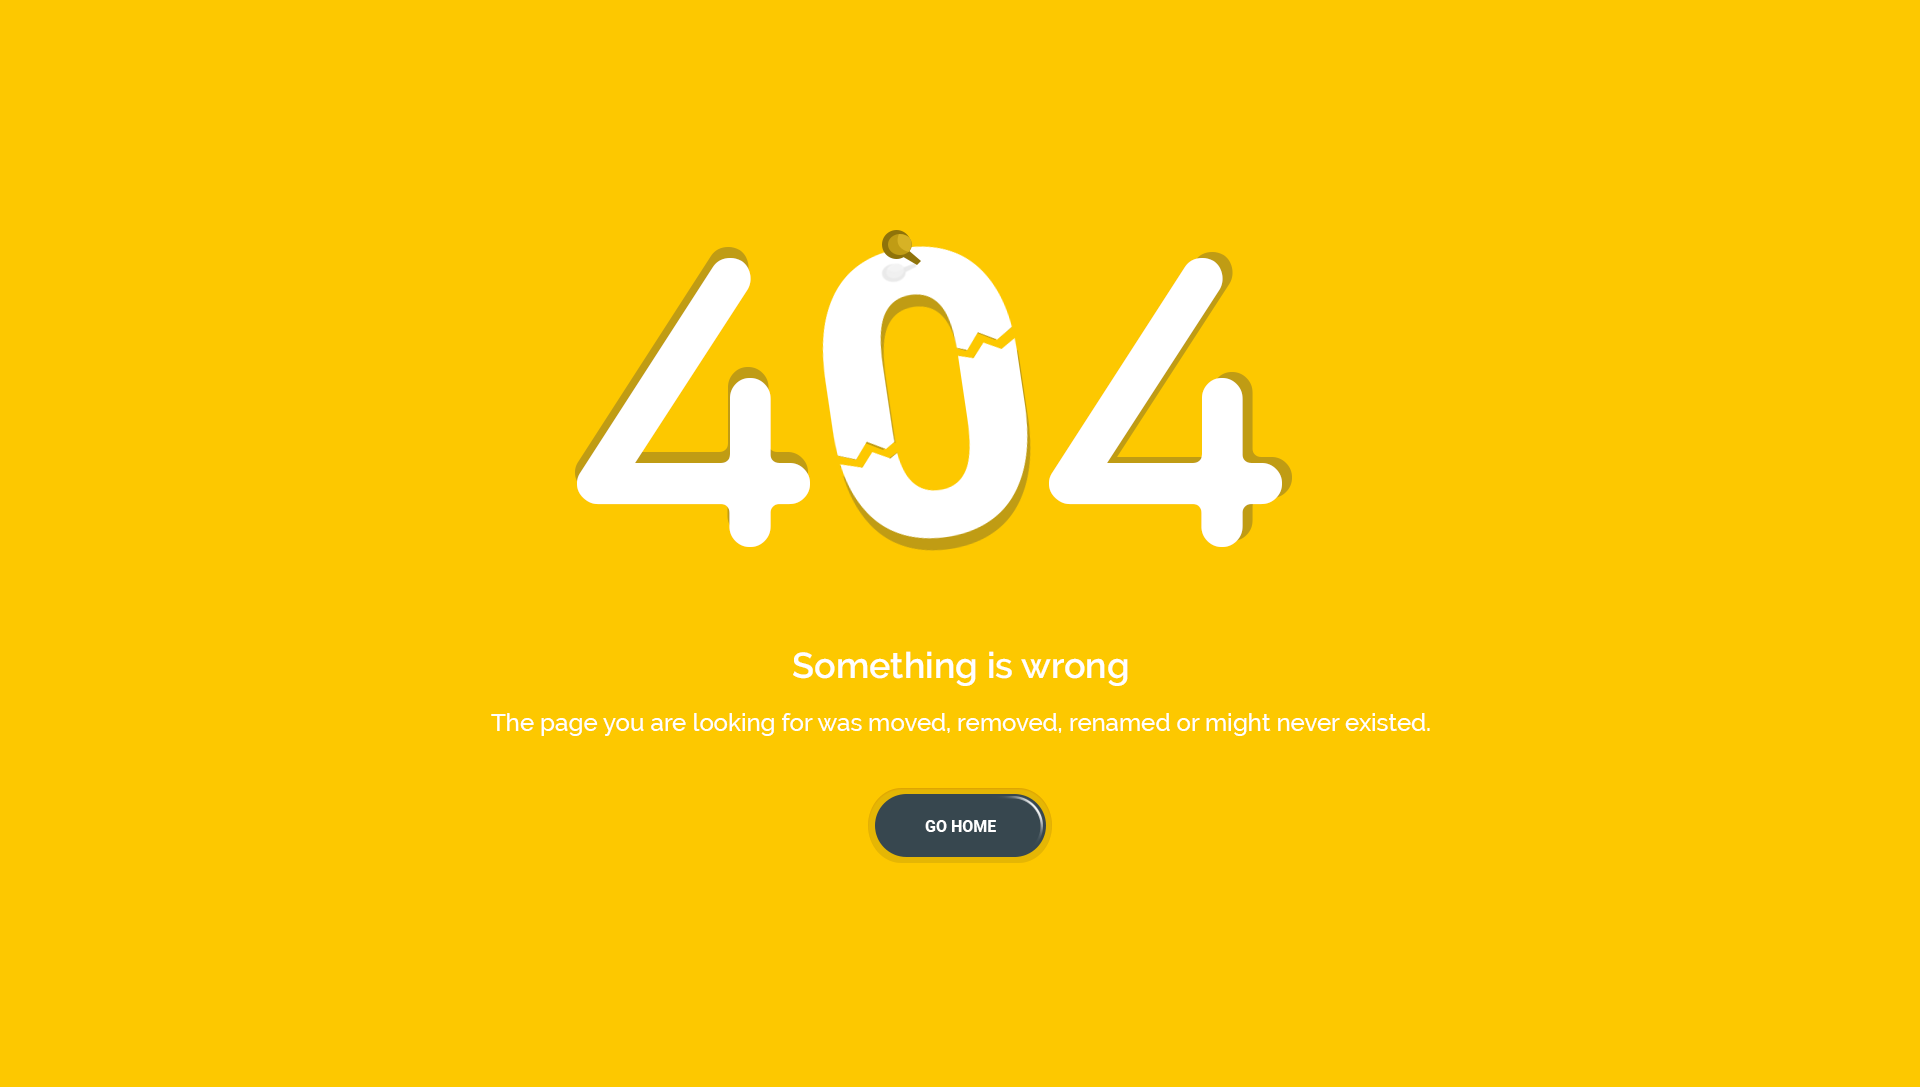 404
Something is wrong
The page you are looking for was moved, removed, renamed or might never existed.
GO HOME